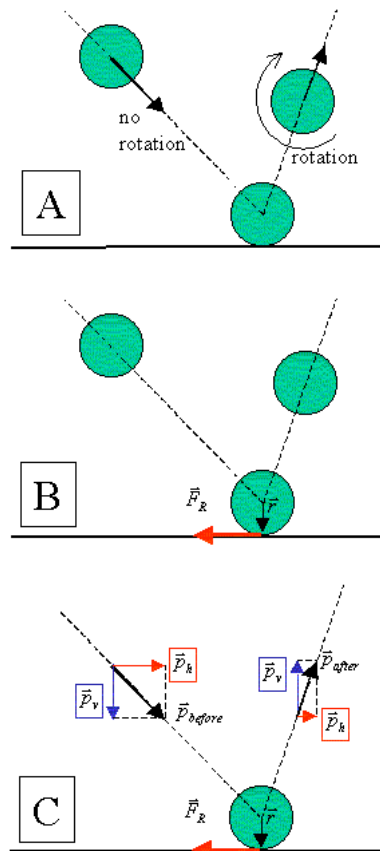 no
rotation
rotation
A
F_R
r
B
p_h
p_v
p_before
p_v
p_after
p_h
F_R
r
C